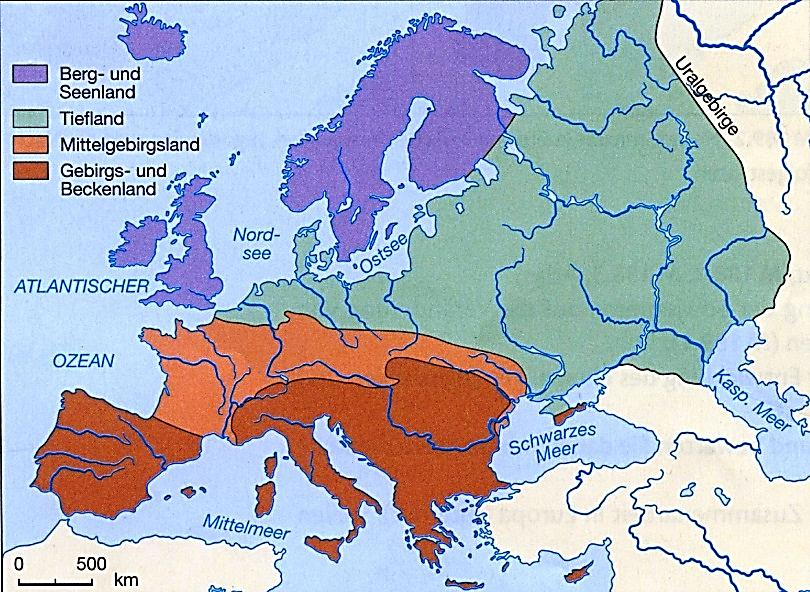 Berg- und
Seenland
Tiefland
Mittelgebirgsland
Gebirgs- und
Beckenland
Uralgebirge
Nord-
see
Ostsee
ATLANTISCHER
OZEAN
Kasp. Meer
Schwarzes
Meer
Mittelmeer
0 500
km